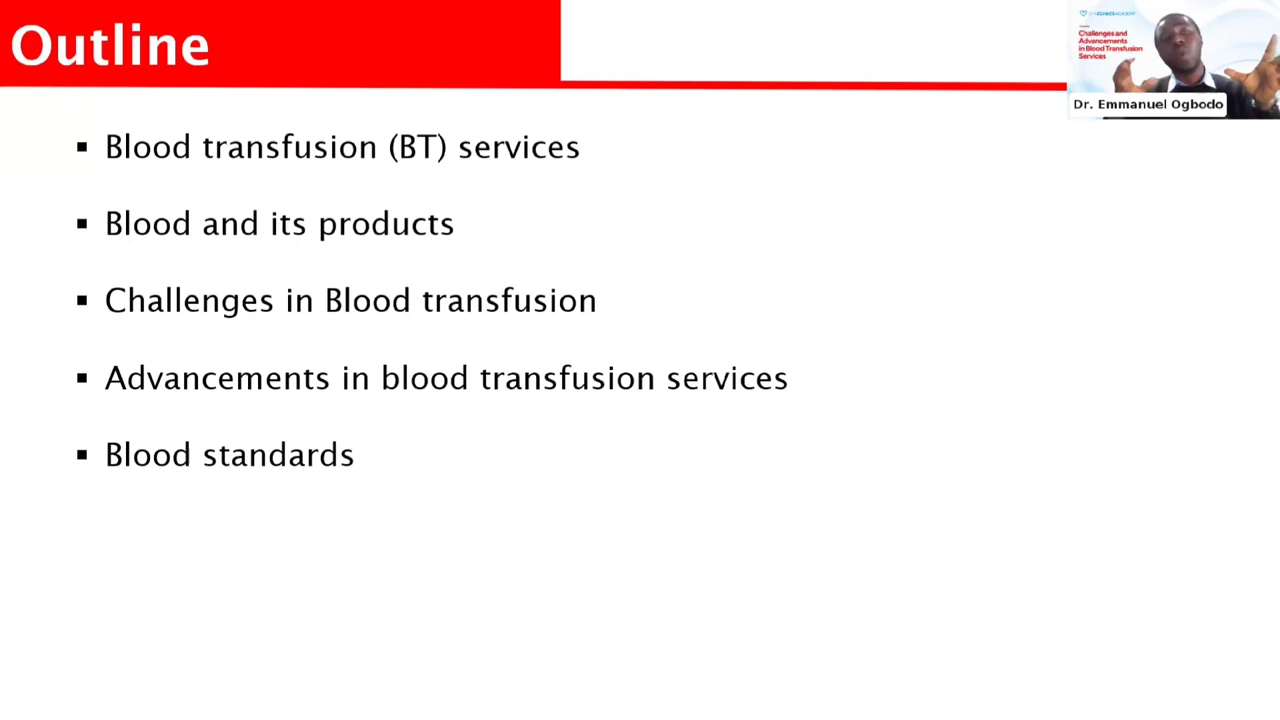 Outline
Challenges and
Advancements
in Blood Transfusion
Services
Dr. Emmanuel Ogbodo
▪ Blood transfusion (BT) services
▪ Blood and its products
▪ Challenges in Blood transfusion
▪ Advancements in blood transfusion services
▪ Blood standards